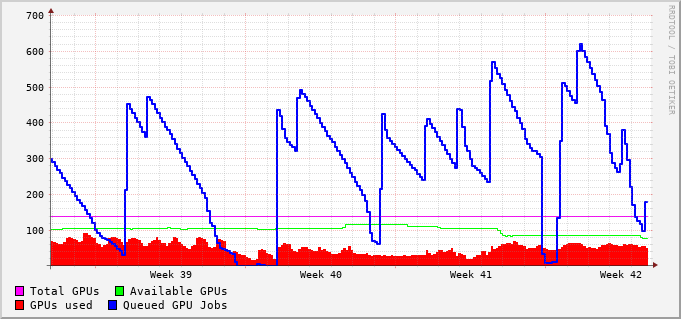 RRDTOOL / TOBI OETIKER
700
600
500
400
300
200
100
Week 39 Week 40 Week 41 Week 42
Total GPUs Available GPUs
GPUs used Queued GPU Jobs